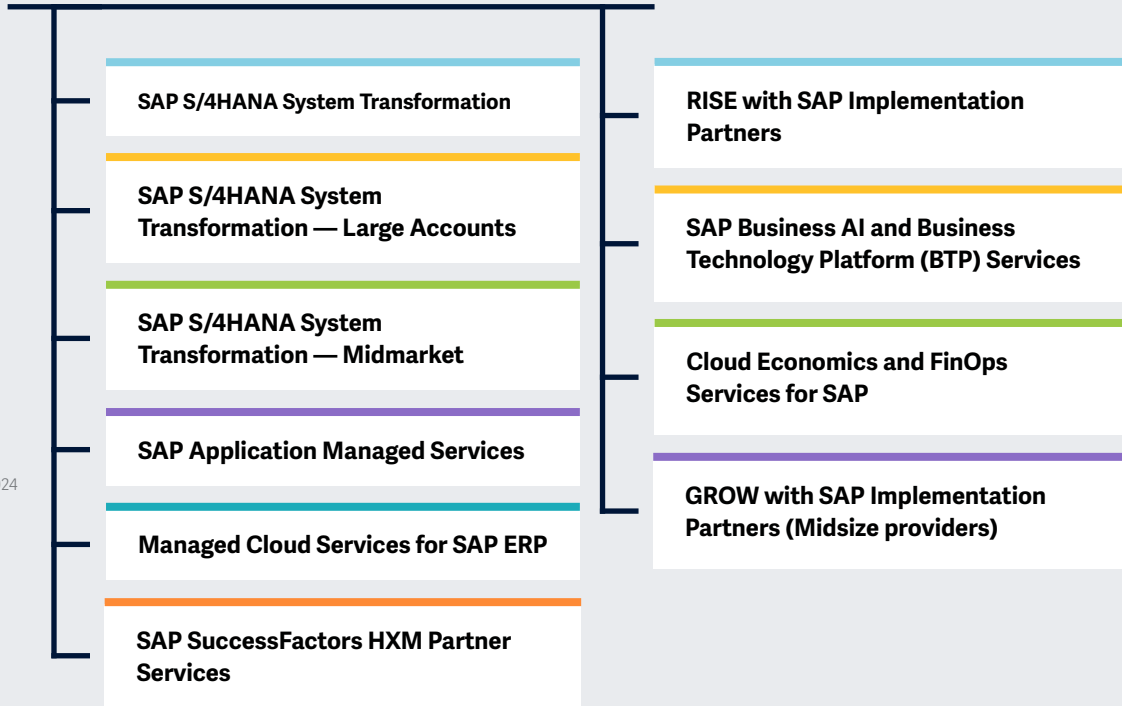 SAP S/4HANA System Transformation
SAP S/4HANA System
Transformation — Large Accounts
SAP S/4HANA System
Transformation — Midmarket
SAP Application Managed Services
Managed Cloud Services for SAP ERP
SAP SuccessFactors HXM Partner
Services
RISE with SAP Implementation
Partners
SAP Business AI and Business
Technology Platform (BTP) Services
Cloud Economics and FinOps
Services for SAP
GROW with SAP Implementation
Partners (Midsize providers)